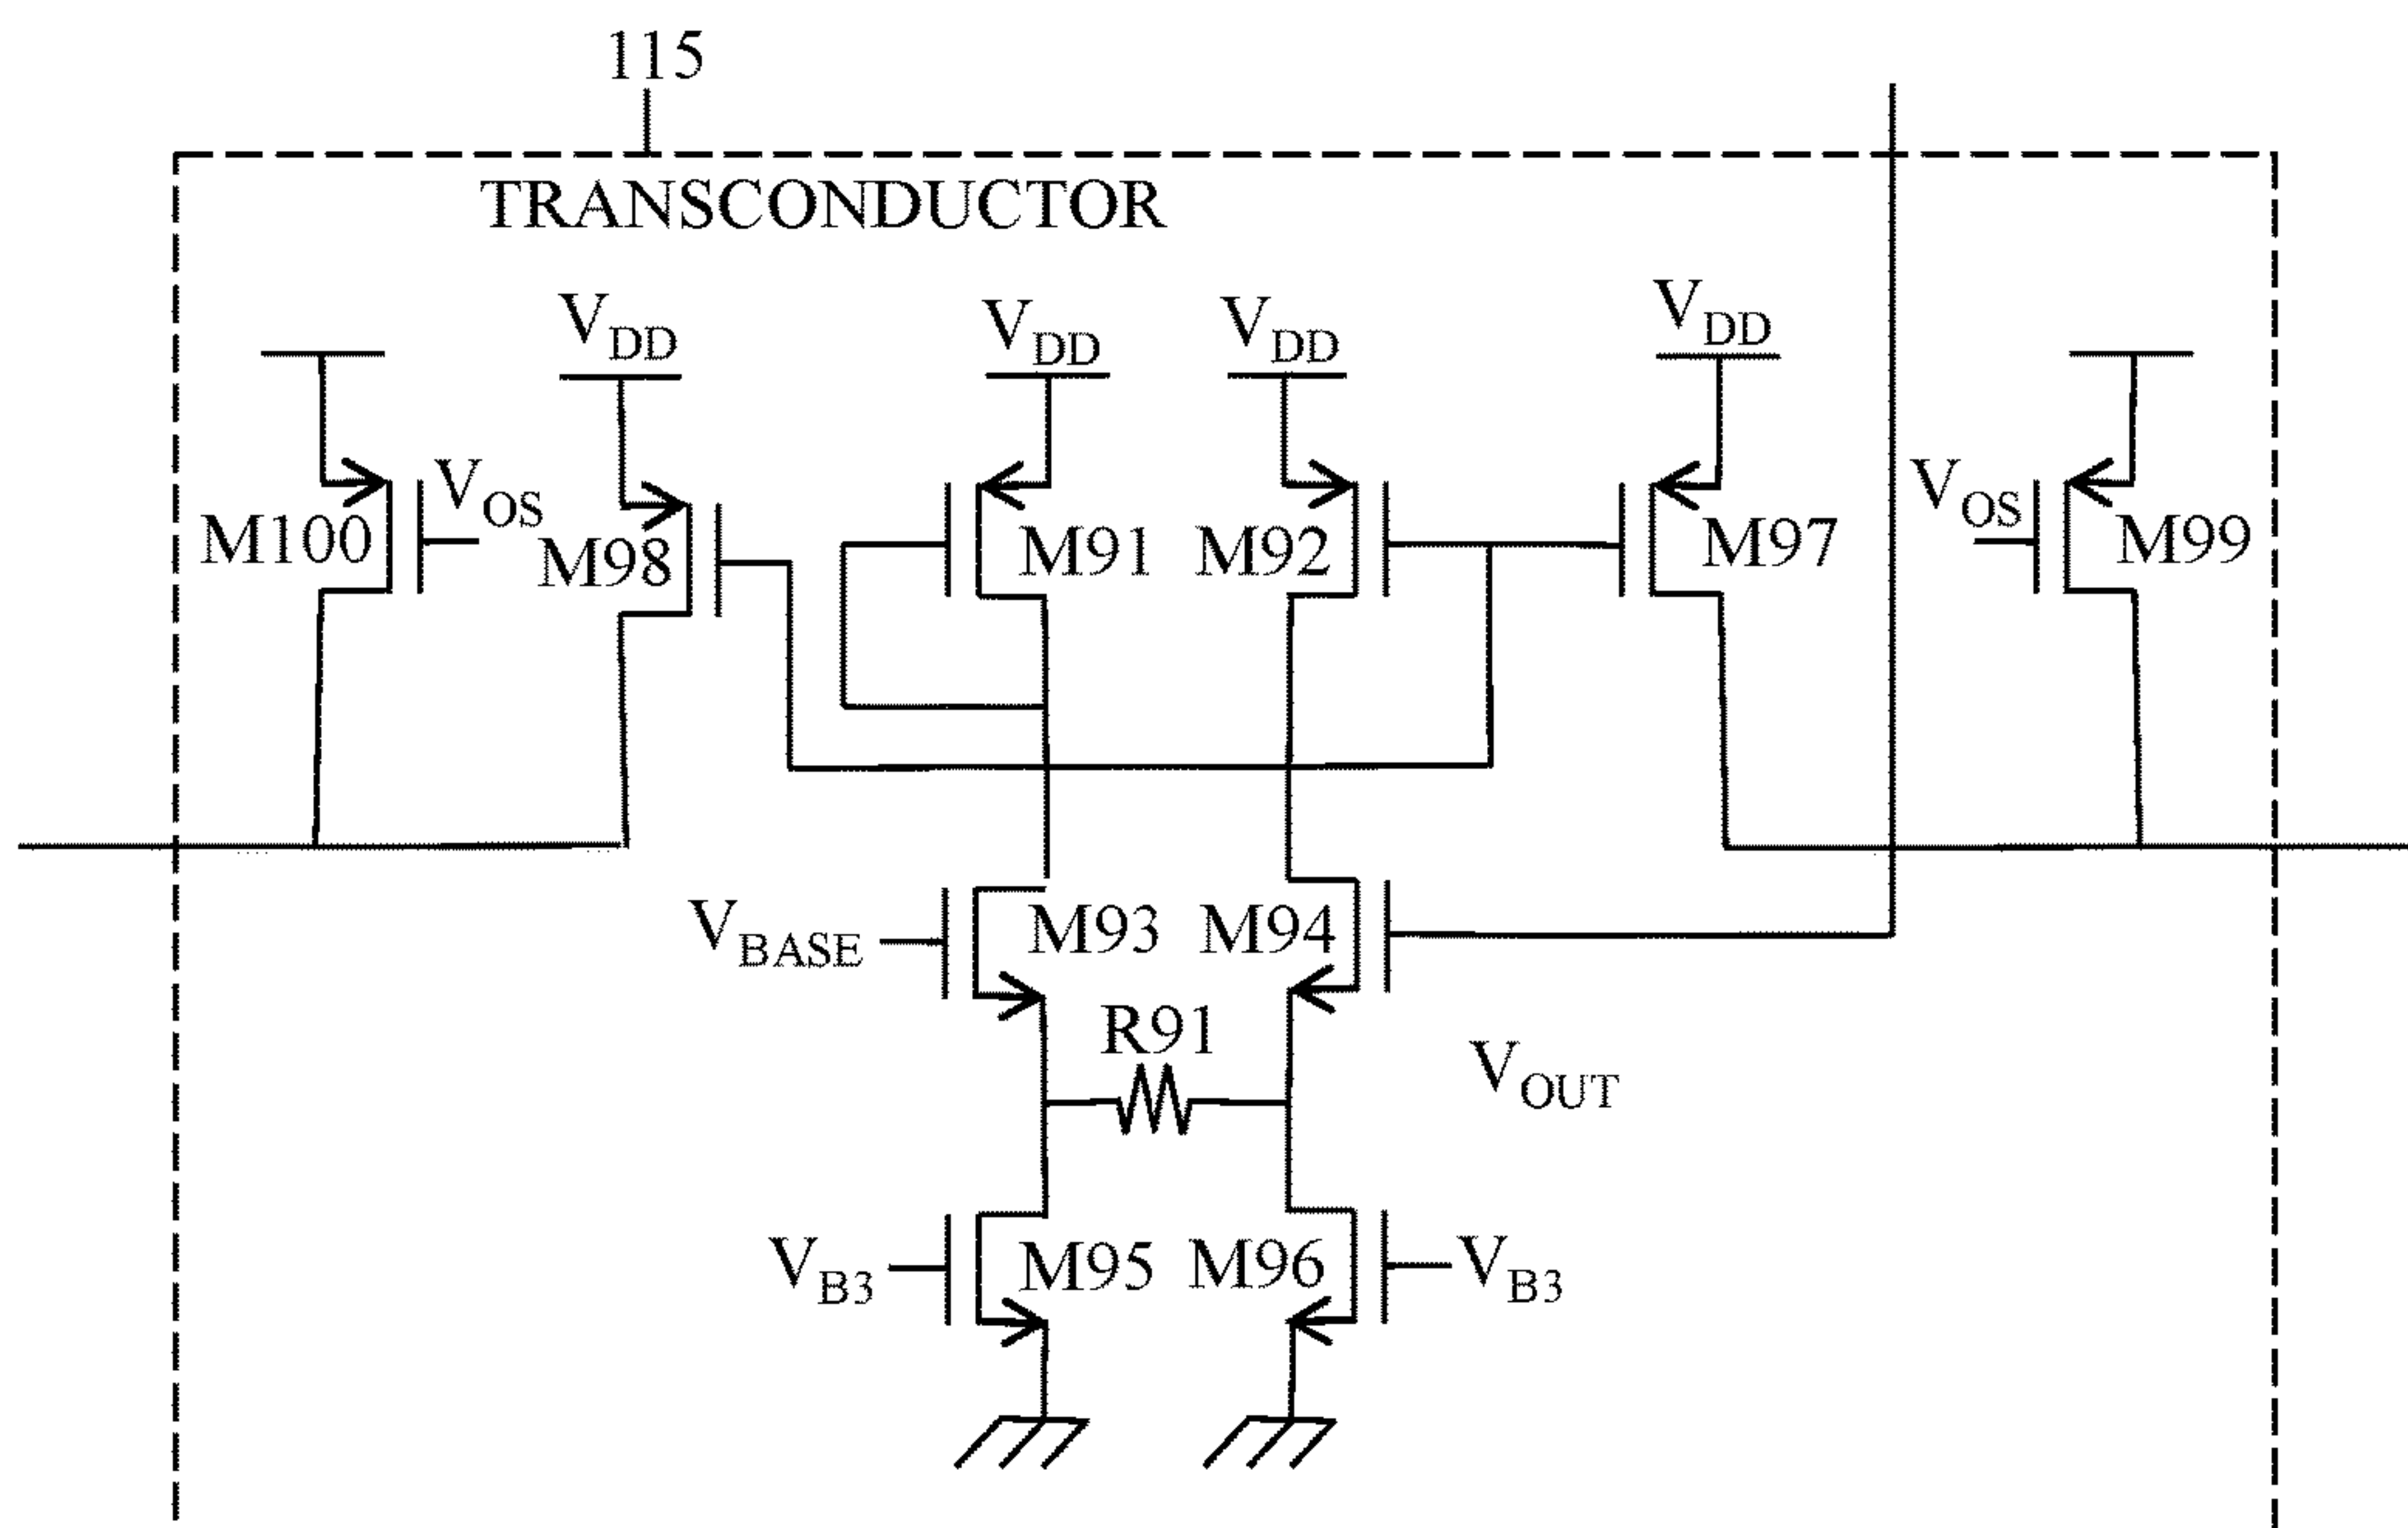 115
TRANSCONDUCTOR
VDD VDD VDD VDD
M100 VOS M98 M91 M92 M97 VOS M99
VBASE M93 M94
R91 VOUT
VB3 M95 M96 VB3